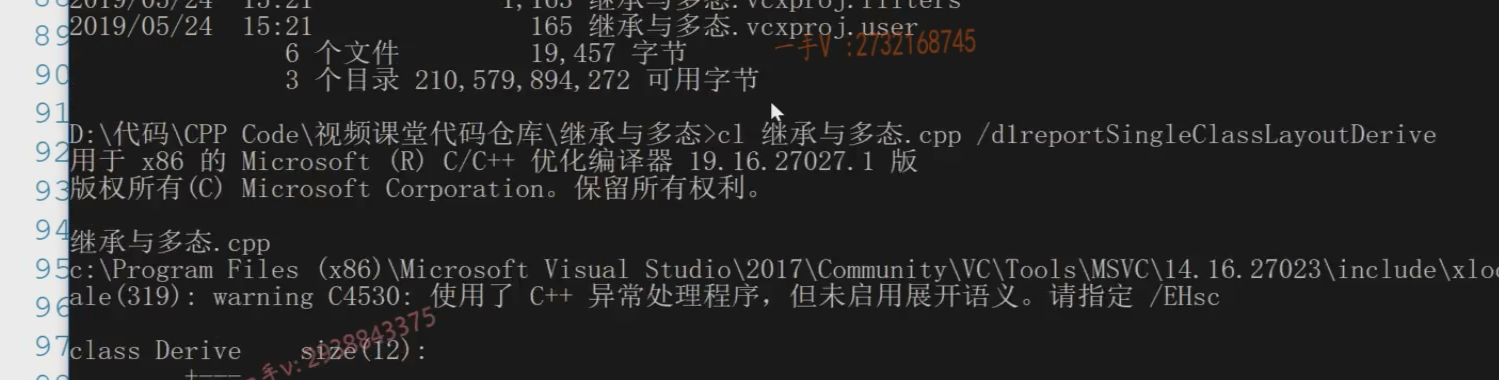 2019/05/24 15:21 1,163 继承与多态.vcxproj.filters
89
2019/05/24 15:21 165 继承与多态.vcxproj.user
6 个文件 19,457 字节
一手V :2732168745
90
3 个目录 210,579,894,272 可用字节
91
D:\代码\CPP Code\视频课堂代码仓库\继承与多态>cl 继承与多态.cpp /d1reportSingleClassLayoutDerive
92
用于 x86 的 Microsoft (R) C/C++ 优化编译器 19.16.27027.1 版
93
版权所有(C) Microsoft Corporation。保留所有权利。
94
继承与多态.cpp
95
c:\Program Files (x86)\Microsoft Visual Studio\2017\Community\VC\Tools\MSVC\14.16.27023\include\xloc
96
ale(319): warning C4530: 使用了 C++ 异常处理程序，但未启用展开语义。请指定 /EHsc
97
class Derive size(12):
手v:2928843375
+---